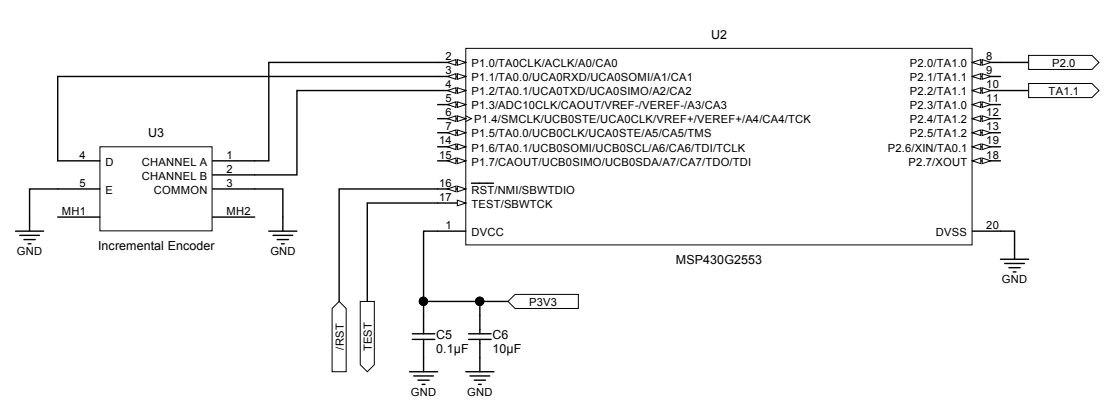 U2
2 P1.0/TA0CLK/ACLK/A0/CA0 P2.0/TA1.0 8 P2.0
3 P1.1/TA0.0/UCA0RXD/UCA0SOMI/A1/CA1 P2.1/TA1.1 9
4 P1.2/TA0.1/UCA0TXD/UCA0SIMO/A2/CA2 P2.2/TA1.1 10 TA1.1
5 P1.3/ADC10CLK/CAOUT/VREF-/VEREF-/A3/CA3 P2.3/TA1.0 11
6 P1.4/SMCLK/UCB0STE/UCA0CLK/VREF+/VEREF+/A4/CA4/TCK P2.4/TA1.2 12
7 P1.5/TA0.0/UCB0CLK/UCA0STE/A5/CA5/TMS P2.5/TA1.2 13
14 P1.6/TA0.1/UCB0SOMI/UCB0SCL/A6/CA6/TDI/TCLK P2.6/XIN/TA0.1 19
15 P1.7/CAOUT/UCB0SIMO/UCB0SDA/A7/CA7/TDO/TDI P2.7/XOUT 18
16 RST/NMI/SBWTDIO
17 TEST/SBWTCK
1 DVCC DVSS 20
MSP430G2553
GND
U3
4 D CHANNEL A 1
CHANNEL B 2
5 E COMMON 3
MH1 MH2
Incremental Encoder
GND GND
/RST TEST
P3V3
C5 C6
0.1µF 10µF
GND GND